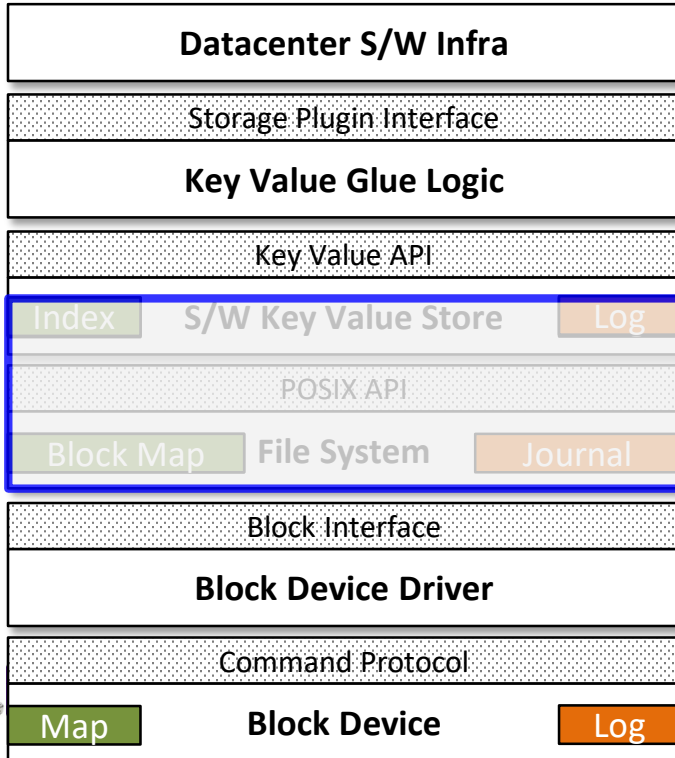 Datacenter S/W Infra
Storage Plugin Interface
Key Value Glue Logic
Key Value API
Index S/W Key Value Store Log
POSIX API
Block Map File System Journal
Block Interface
Block Device Driver
Command Protocol
Map Block Device Log